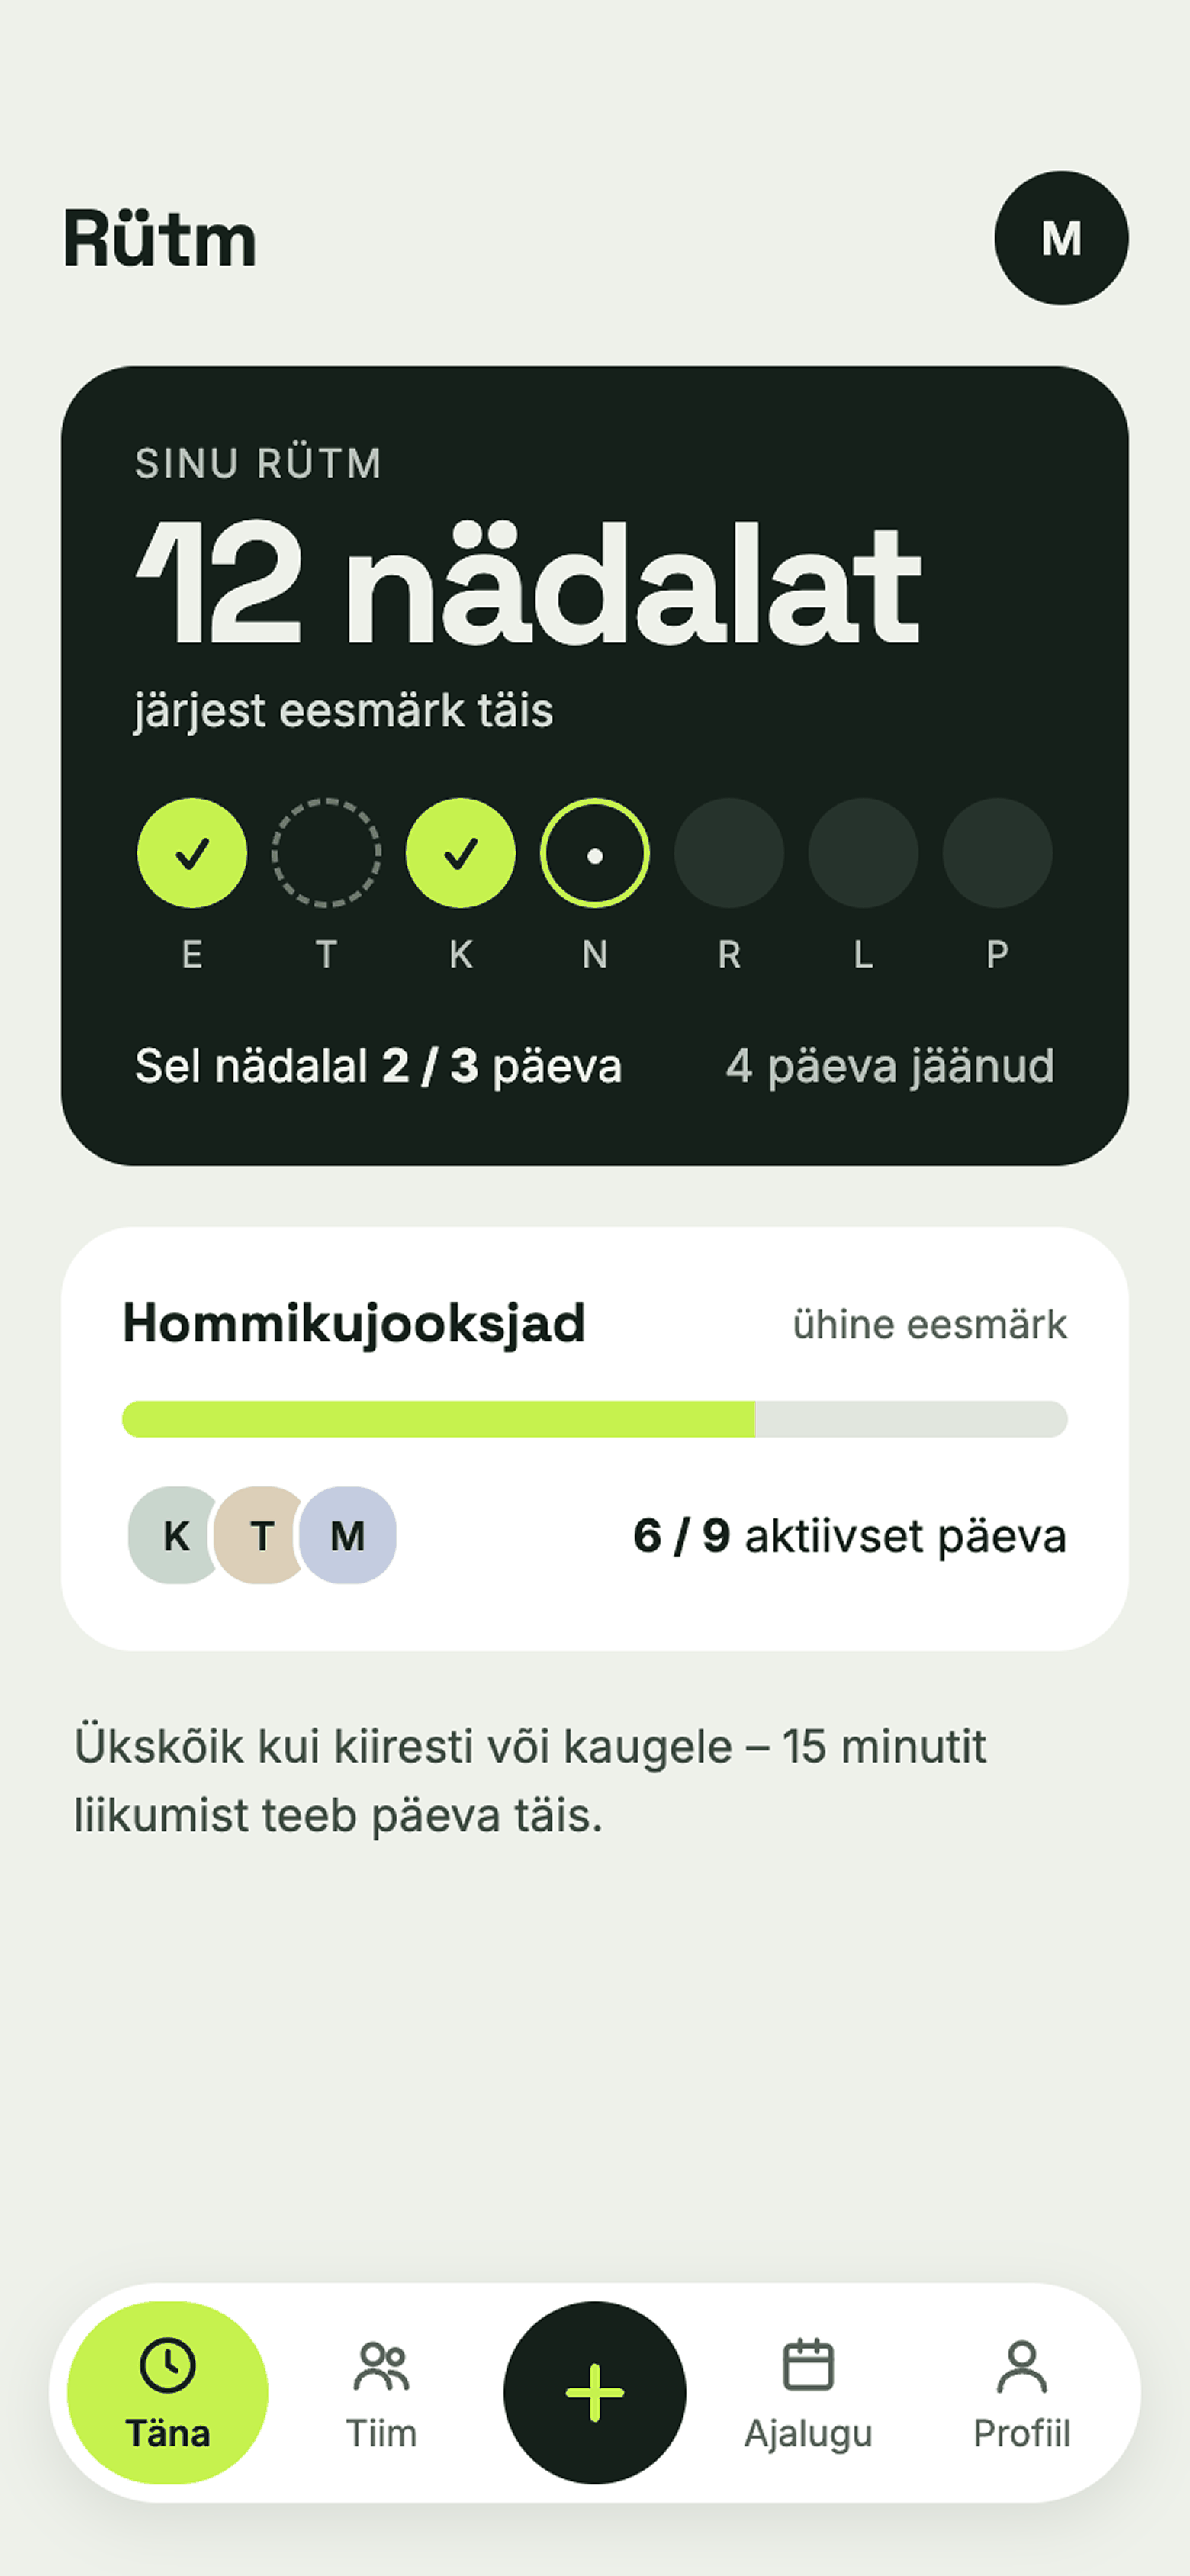 Rütm
M
SINU RÜTM
12 nädalat
järjest eesmärk täis
E T K N R L P
Sel nädalal 2 / 3 päeva 4 päeva jäänud
Hommikujooksjad ühine eesmärk
K T M 6 / 9 aktiivset päeva
Ükskõik kui kiiresti või kaugele – 15 minutit
liikumist teeb päeva täis.
Täna Tiim Ajalugu Profiil